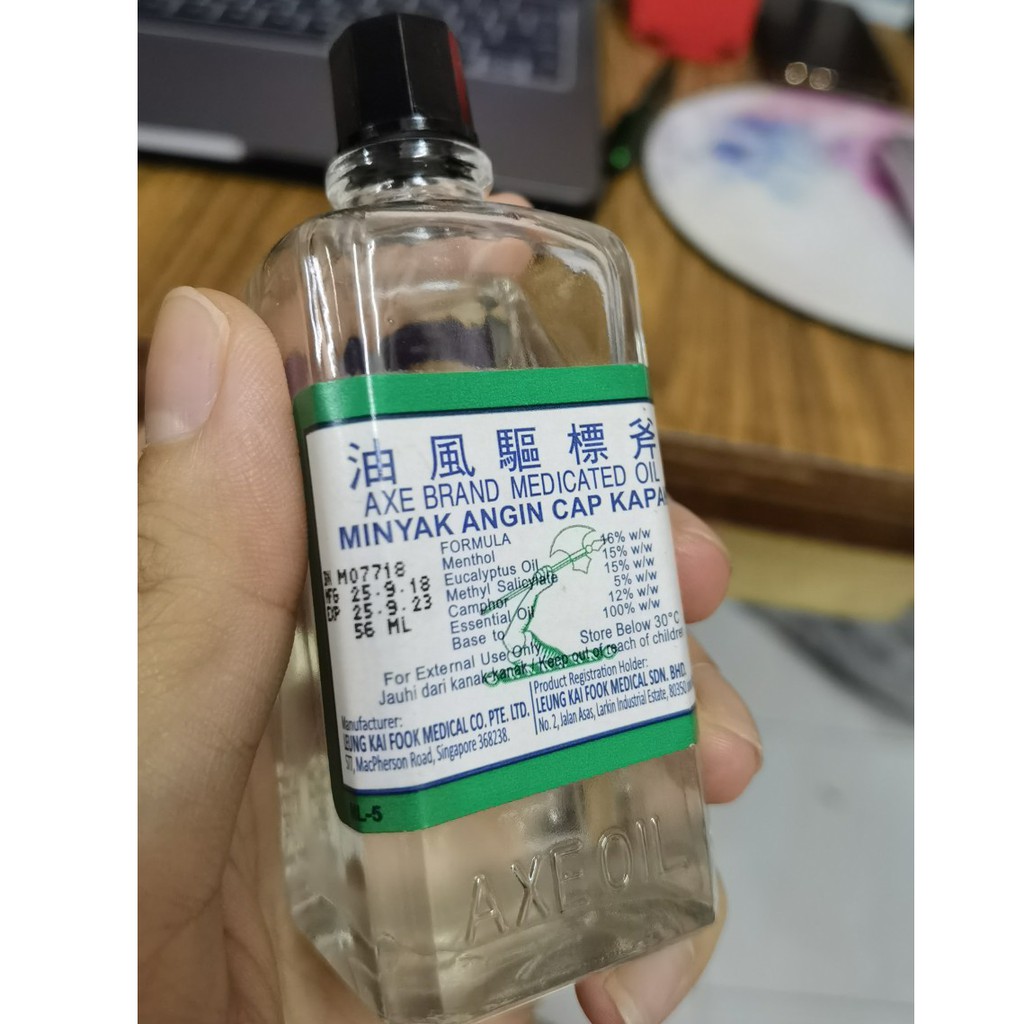 油風驅標斧
AXE BRAND MEDICATED OIL
MINYAK ANGIN CAP
FORMULA
Menthol 16% w/w
Eucalyptus Oil 15% w/w
Methyl Salicylate 15% w/w
Camphor 5% w/w
Essential Oil 12% w/w
Base to 100% w/w
BN M07718
MFG 25.9.18
EXP 25.9.23
56 ML
For External Use Only Store Below 30°C
Jauhi dari kanak-kanak / Keep out of reach of children
Manufacturer:
LEUNG KAI FOOK MEDICAL CO. PTE. LTD.
MacPherson Road, Singapore 368238.
Product Registration Holder:
LEUNG KAI FOOK MEDICAL SDN. BHD.
No. 2, Jalan Asas, Larkin Industrial Estate, 80350
AXE OIL